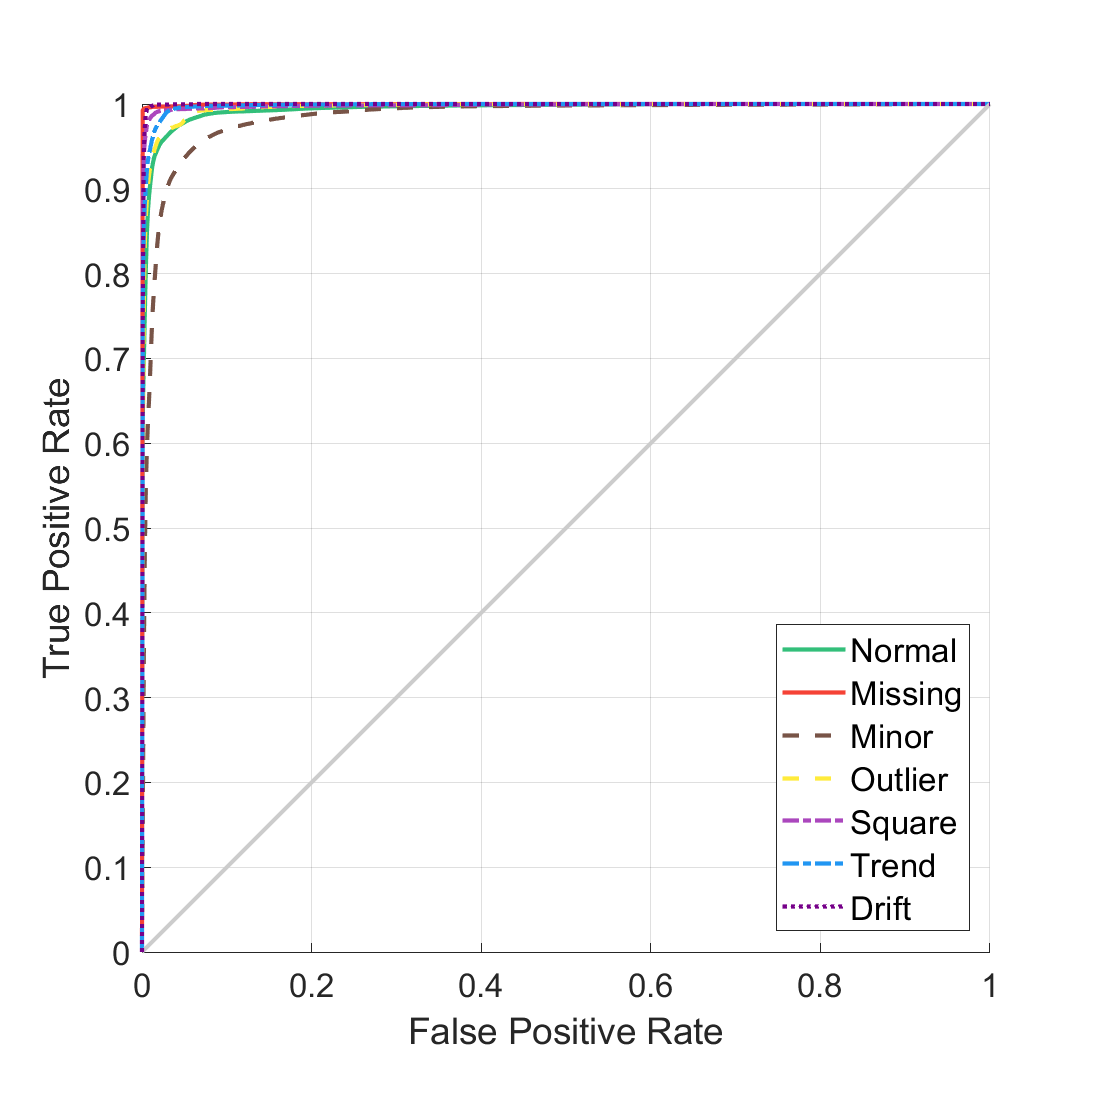 1
0.9
0.8
0.7
0.6
0.5
0.4
0.3
0.2
0.1
0
True Positive Rate
Normal
Missing
Minor
Outlier
Square
Trend
Drift
0 0.2 0.4 0.6 0.8 1
False Positive Rate